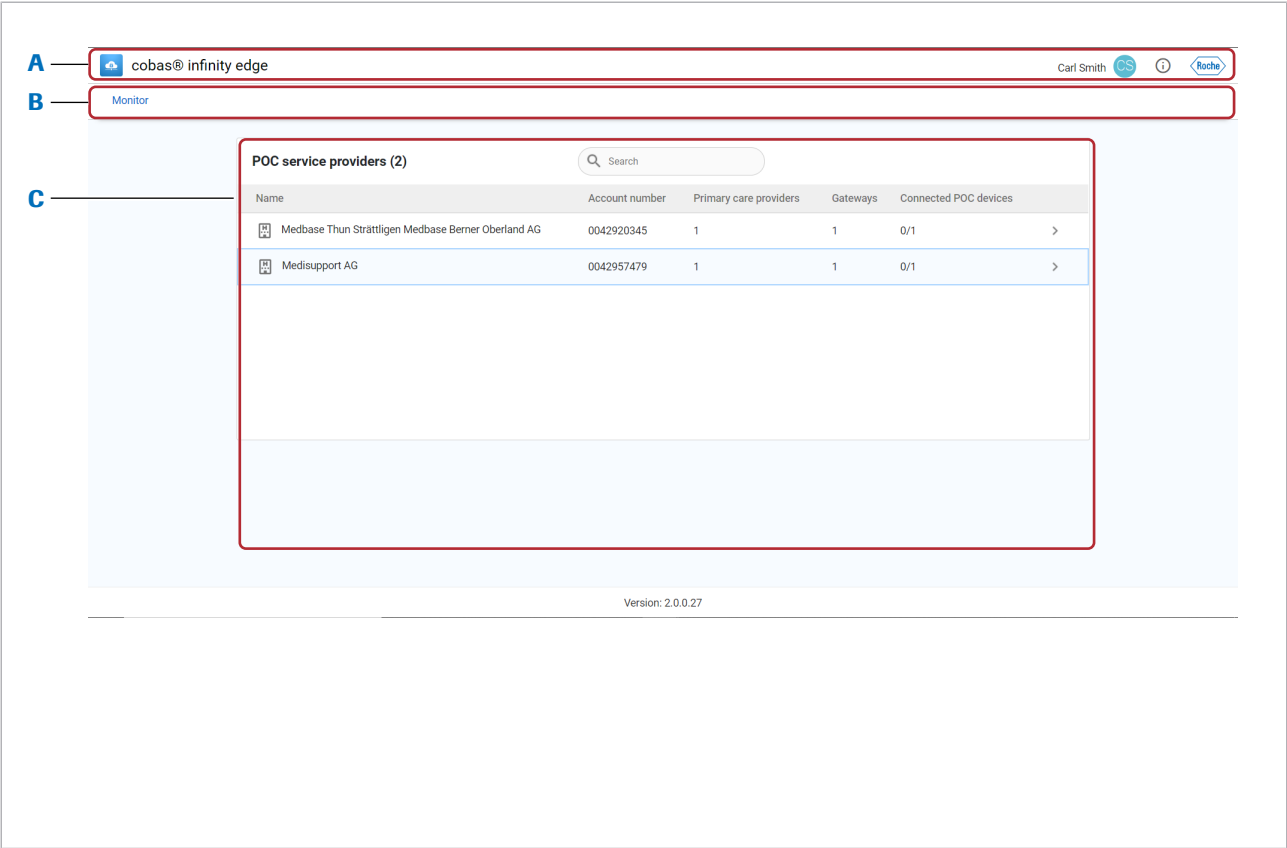 A
cobas® infinity edge
Carl Smith CS i Roche
B
Monitor
POC service providers (2)
Search
C
Name Account number Primary care providers Gateways Connected POC devices
H Medbase Thun Strättligen Medbase Berner Oberland AG 0042920345 1 1 0/1
H Medisupport AG 0042957479 1 1 0/1
Version: 2.0.0.27